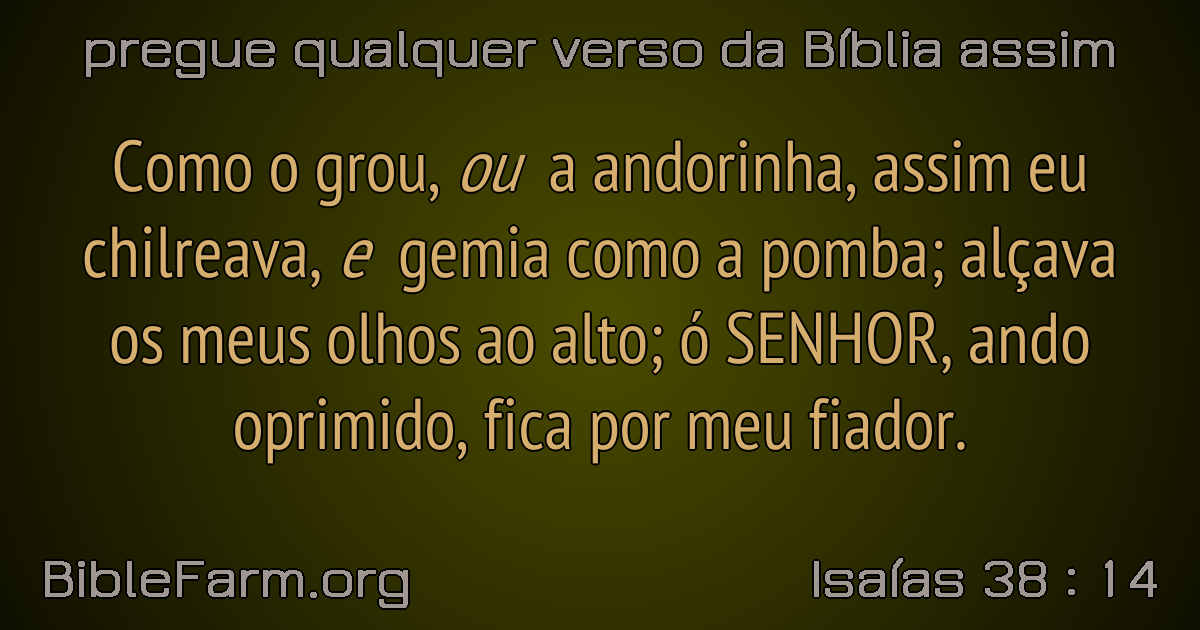 pregue qualquer verso da Bíblia assim
Como o grou, ou a andorinha, assim eu
chilreava, e gemia como a pomba; alçava
os meus olhos ao alto; ó SENHOR, ando
oprimido, fica por meu fiador.
BibleFarm.org
Isaías 38 : 14